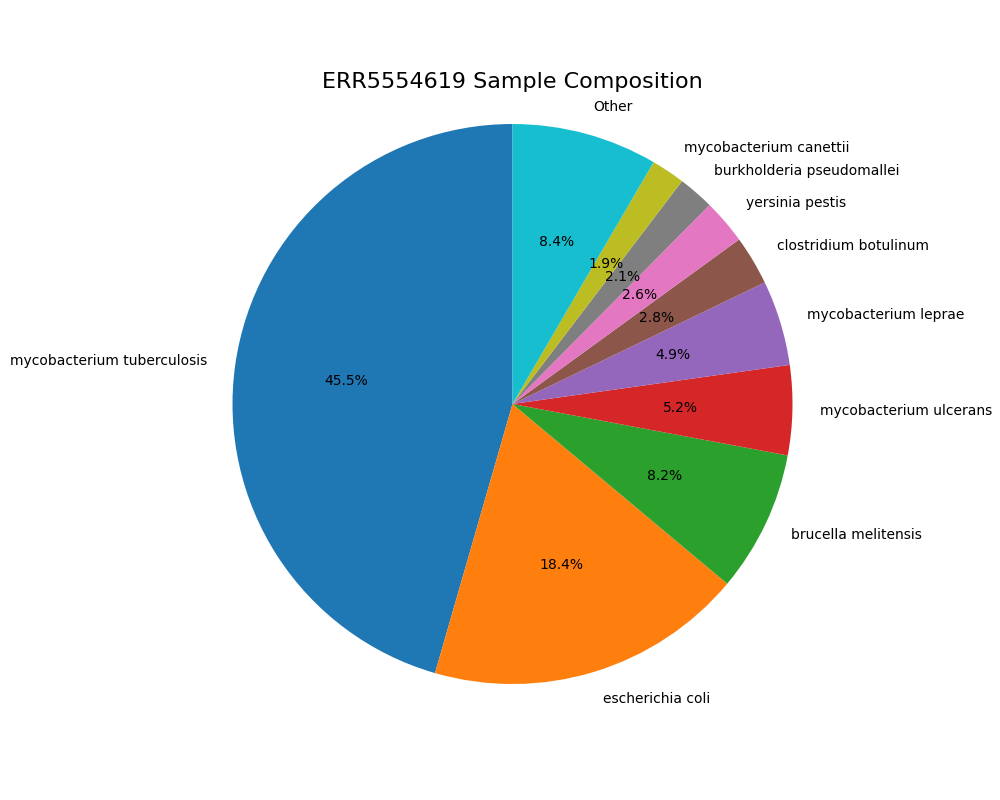 ERR5554619 Sample Composition
Other
mycobacterium canettii
burkholderia pseudomallei
yersinia pestis
clostridium botulinum
mycobacterium leprae
mycobacterium ulcerans
brucella melitensis
escherichia coli
mycobacterium tuberculosis
8.4%
1.9%
2.1%
2.6%
2.8%
4.9%
5.2%
8.2%
18.4%
45.5%